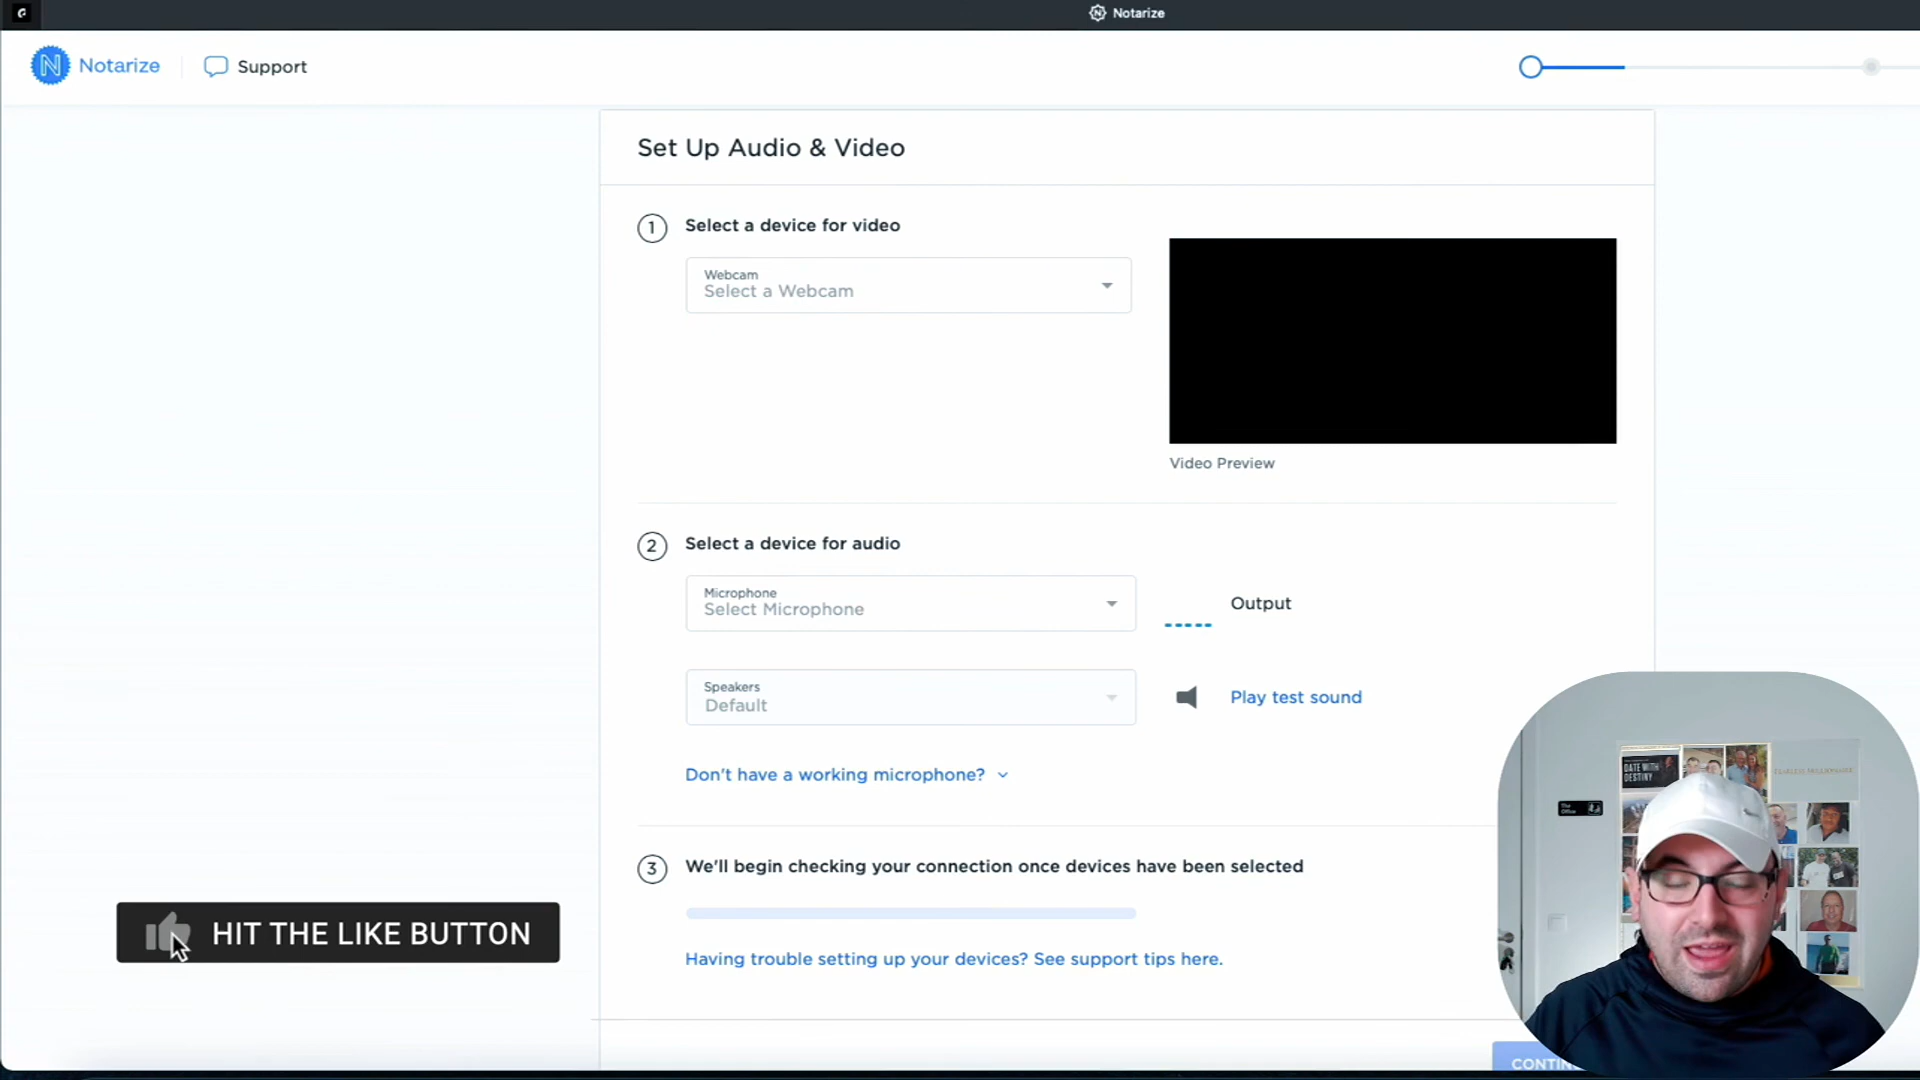 Notarize
Notarize
Support
Set Up Audio & Video
1
Select a device for video
Webcam
Select a Webcam
Video Preview
2
Select a device for audio
Microphone
Select Microphone
Output
Speakers
Default
Play test sound
Don't have a working microphone?
DATE WITH
DESTINY
3
We'll begin checking your connection once devices have been selected
HIT THE LIKE BUTTON
Having trouble setting up your devices? See support tips here.